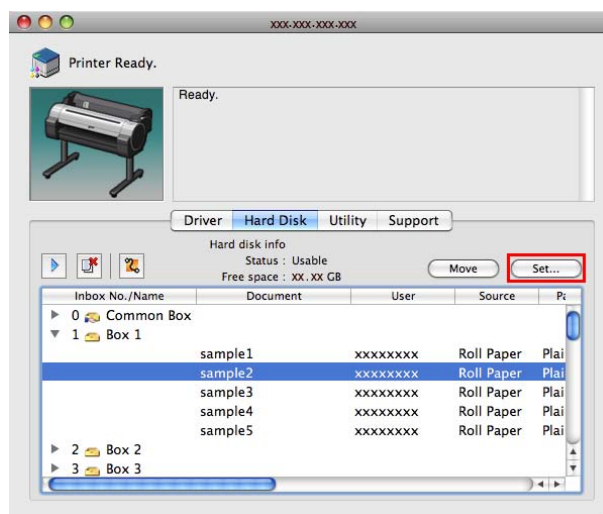 xxx-xxx-xxx-xxx
Printer Ready.
Ready.
Driver Hard Disk Utility Support
Hard disk info
Status : Usable
Free space : XX.XX GB
Move Set...
Inbox No./Name Document User Source Pa
0 Common Box
1 Box 1
sample1 xxxxxxxx Roll Paper Plai
sample2 xxxxxxxx Roll Paper Plai
sample3 xxxxxxxx Roll Paper Plai
sample4 xxxxxxxx Roll Paper Plai
sample5 xxxxxxxx Roll Paper Plai
2 Box 2
3 Box 3